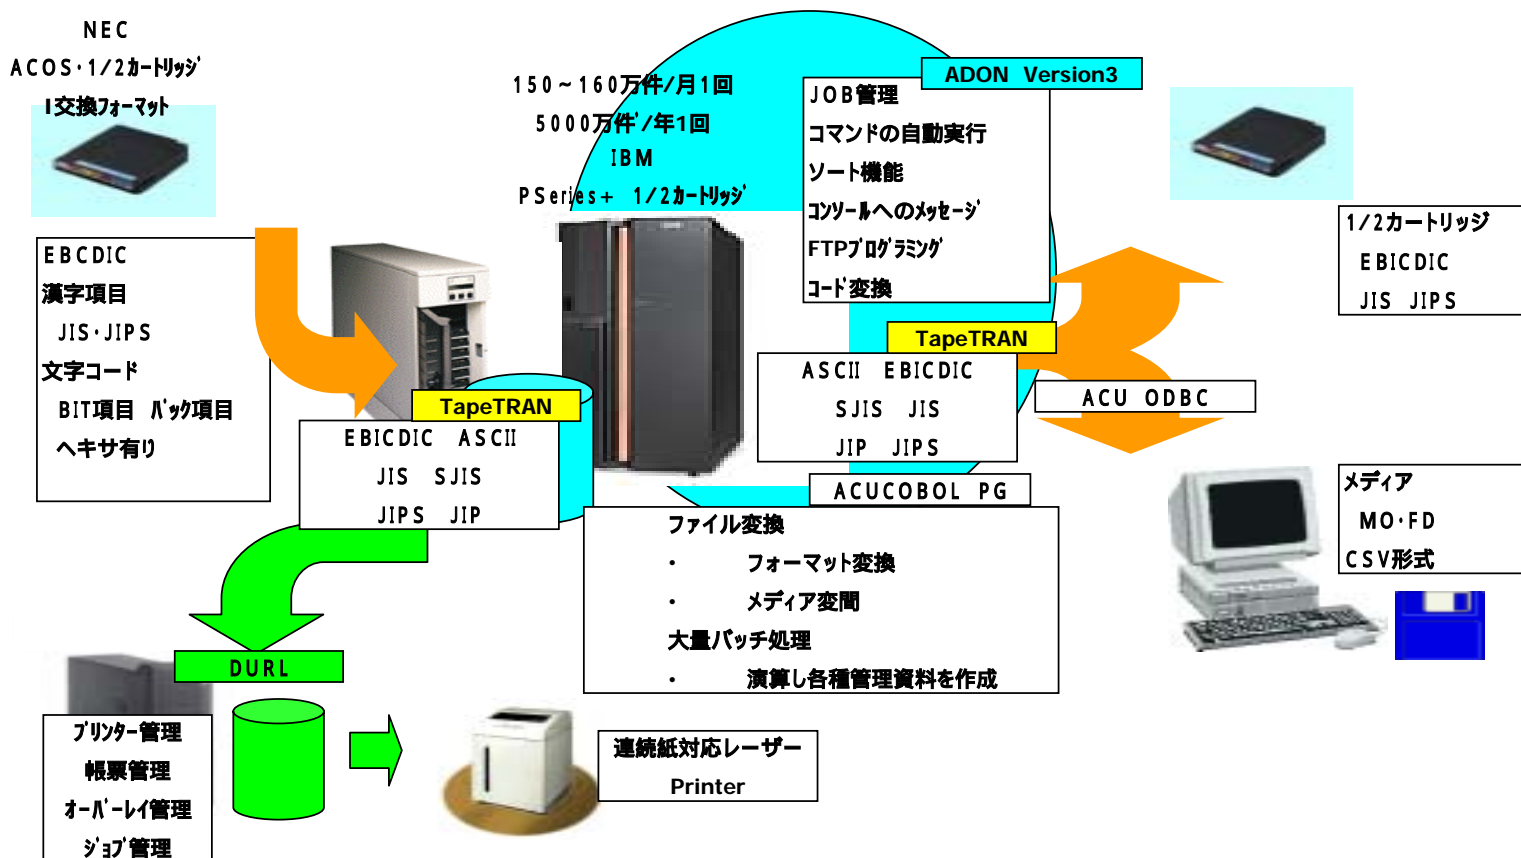 NEC
ACOS・1/2カートリッジ
I交換フォーマット
EBCDIC
漢字項目
JIS・JIPS
文字コード
BIT項目 パック項目
ヘキサ有り
150~160万件/月1回
5000万件/年1回
IBM
PSeries+ 1/2カートリッジ
ADON Version3
JOB管理
コマンドの自動実行
ソート機能
コンソールへのメッセージ
FTPプログラミング
コード変換
TapeTRAN
EBICDIC ASCII
JIS SJIS
JIPS JIP
TapeTRAN
ASCII EBICDIC
SJIS JIS
JIP JIPS
ACU ODBC
1/2カートリッジ
EBICDIC
JIS JIPS
メディア
MO・FD
CSV形式
ACUCOBOL PG
ファイル変換
・ フォーマット変換
・ メディア変間
大量バッチ処理
・ 演算し各種管理資料を作成
DURL
プリンター管理
帳票管理
オーバーレイ管理
ジョブ管理
連続紙対応レーザー
Printer